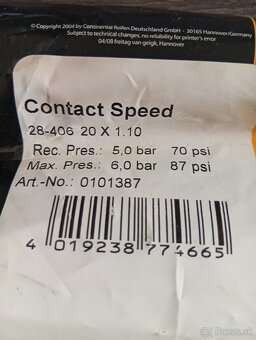 Copyright © 2004 by Continental Reifen Deutschland GmbH - 30165 Hannover/Germany
Subject to technical changes, no reliability for printer's error
04/08 freitag van geigk, Hannover
Contact Speed
28-406 20 X 1.10
Rec. Pres.: 5,0 bar 70 psi
Max. Pres.: 6,0 bar 87 psi
Art.-No.: 0101387
4 019238 774665
bazos.sk